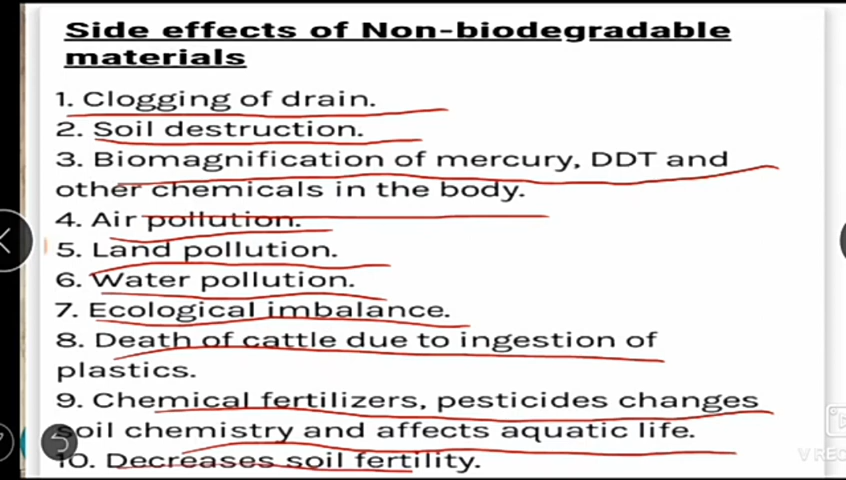 Side effects of Non-biodegradable
materials
1. Clogging of drain.
2. Soil destruction.
3. Biomagnification of mercury, DDT and
other chemicals in the body.
4. Air pollution.
5. Land pollution.
6. Water pollution.
7. Ecological imbalance.
8. Death of cattle due to ingestion of
plastics.
9. Chemical fertilizers, pesticides changes
soil chemistry and affects aquatic life.
10. Decreases soil fertility.